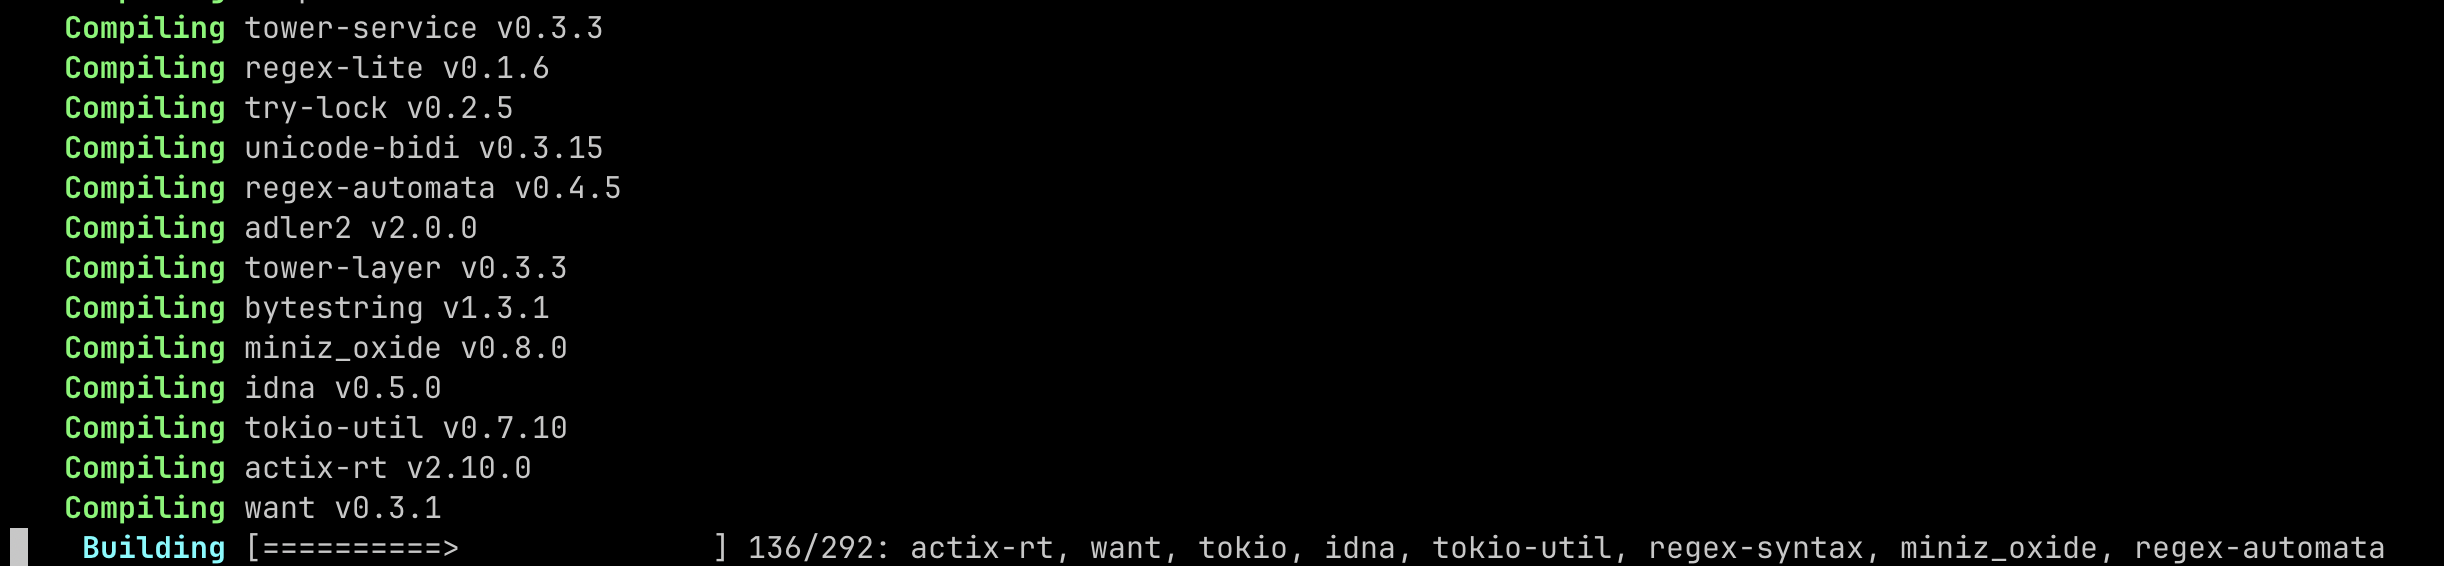 Compiling tower-service v0.3.3
Compiling regex-lite v0.1.6
Compiling try-lock v0.2.5
Compiling unicode-bidi v0.3.15
Compiling regex-automata v0.4.5
Compiling adler2 v2.0.0
Compiling tower-layer v0.3.3
Compiling bytestring v1.3.1
Compiling miniz_oxide v0.8.0
Compiling idna v0.5.0
Compiling tokio-util v0.7.10
Compiling actix-rt v2.10.0
Compiling want v0.3.1
Building [==========>              ] 136/292: actix-rt, want, tokio, idna, tokio-util, regex-syntax, miniz_oxide, regex-automata